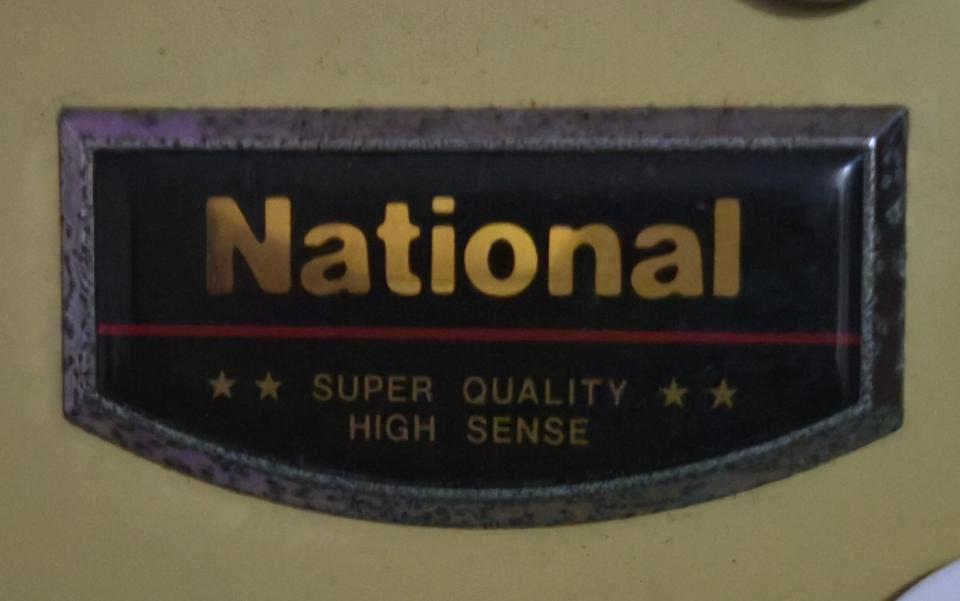 National
★ ★ SUPER QUALITY ★ ★
HIGH SENSE